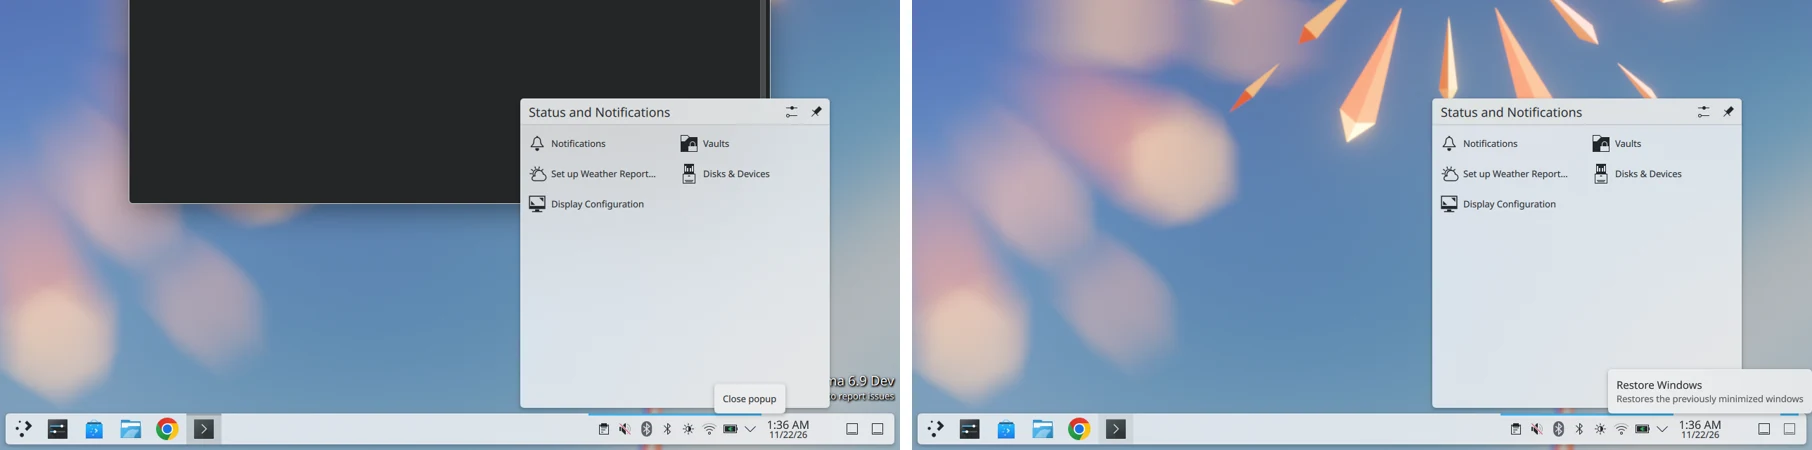 Status and Notifications
Notifications
Vaults
Set up Weather Report...
Disks & Devices
Display Configuration
6.9 Dev
to report issues
Close popup
1:36 AM
11/22/26
Status and Notifications
Notifications
Vaults
Set up Weather Report...
Disks & Devices
Display Configuration
Restore Windows
Restores the previously minimized windows
1:36 AM
11/22/26